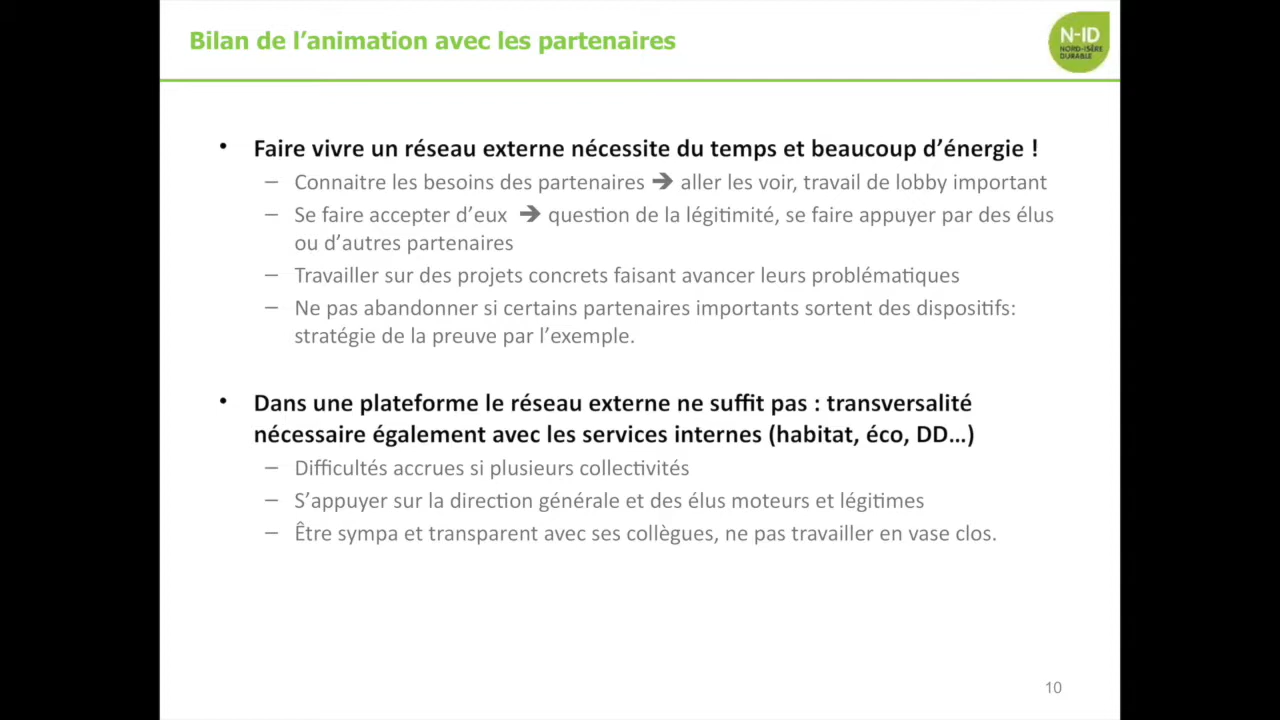 Bilan de l’animation avec les partenaires
N-ID
NORD-ISÈRE
DURABLE
• Faire vivre un réseau externe nécessite du temps et beaucoup d’énergie !
– Connaitre les besoins des partenaires ➔ aller les voir, travail de lobby important
– Se faire accepter d’eux ➔ question de la légitimité, se faire appuyer par des élus
ou d’autres partenaires
– Travailler sur des projets concrets faisant avancer leurs problématiques
– Ne pas abandonner si certains partenaires importants sortent des dispositifs:
stratégie de la preuve par l’exemple.
• Dans une plateforme le réseau externe ne suffit pas : transversalité
nécessaire également avec les services internes (habitat, éco, DD…)
– Difficultés accrues si plusieurs collectivités
– S’appuyer sur la direction générale et des élus moteurs et légitimes
– Être sympa et transparent avec ses collègues, ne pas travailler en vase clos.
10